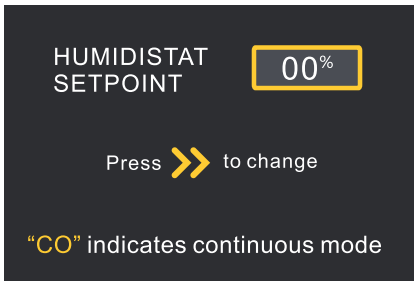 HUMIDISTAT
SETPOINT
00%
Press to change
“CO” indicates continuous mode